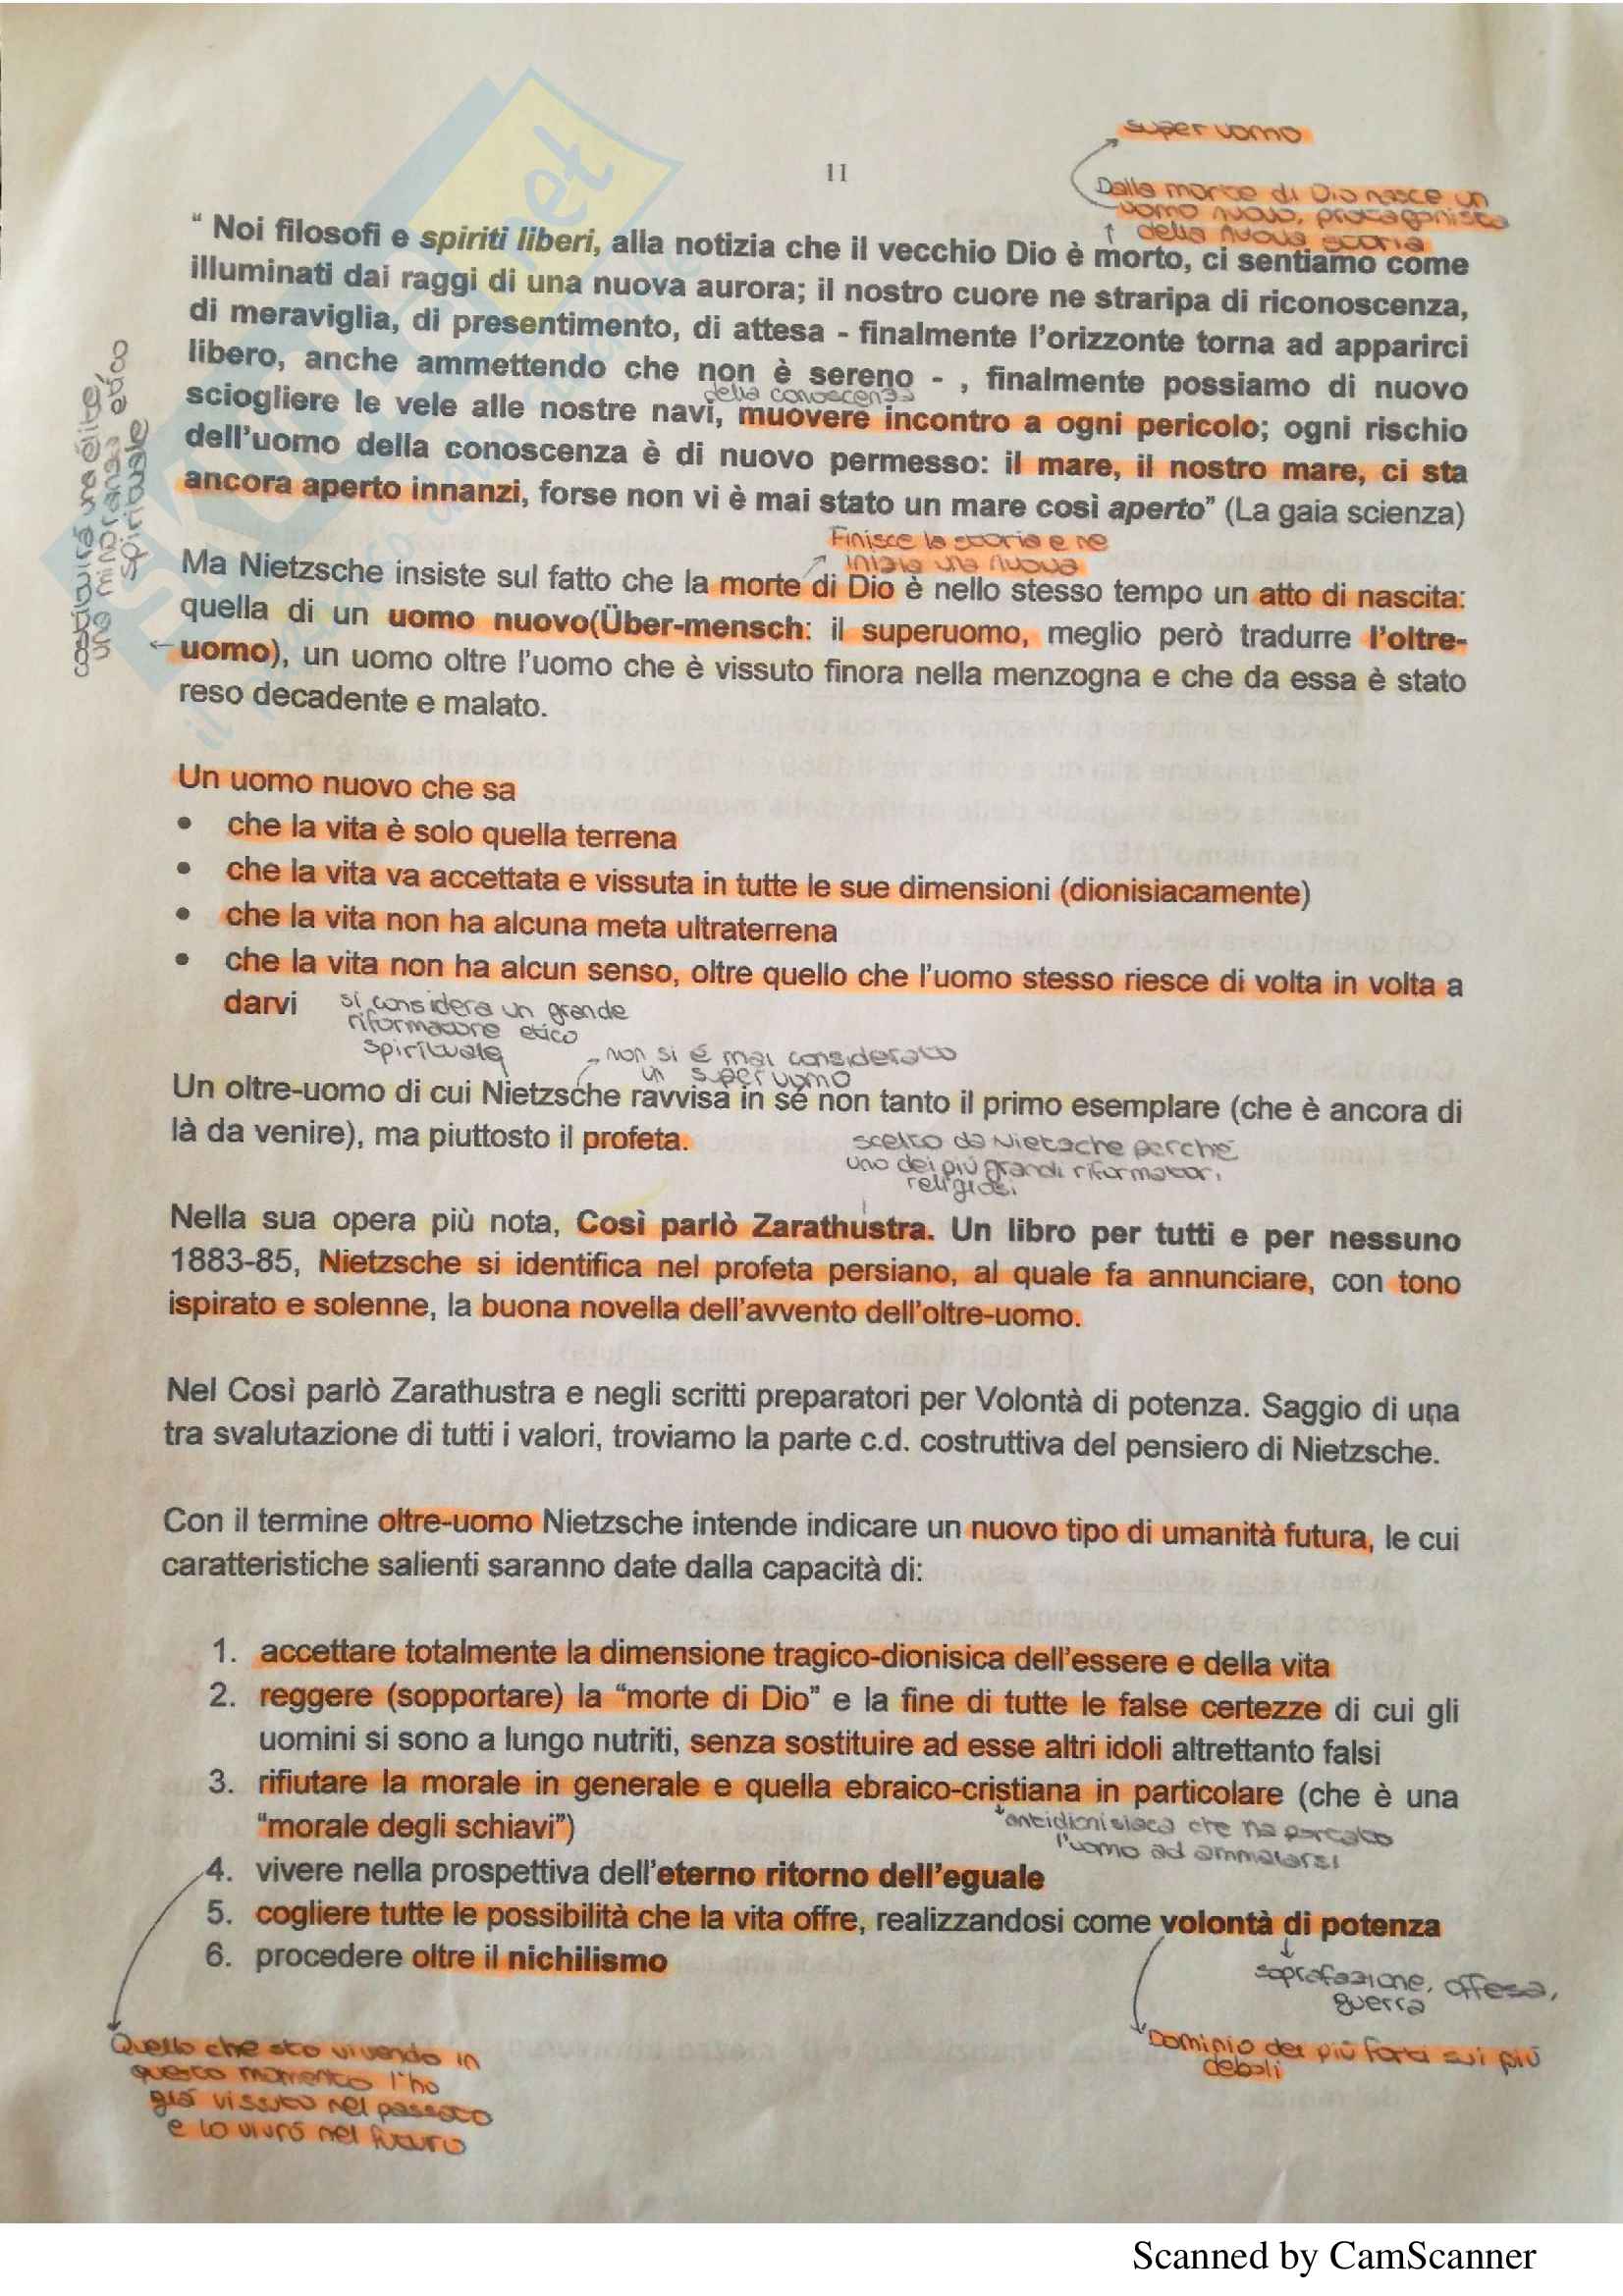 super uomo
11
Dalla morte di Dio nasce un
uomo nuovo, protagonista
della nuova storia
“ Noi filosofi e spiriti liberi, alla notizia che il vecchio Dio è morto, ci sentiamo come
illuminati dai raggi di una nuova aurora; il nostro cuore ne straripa di riconoscenza,
di meraviglia, di presentimento, di attesa - finalmente l’orizzonte torna ad apparirci
libero, anche ammettendo che non è sereno - , finalmente possiamo di nuovo
della conoscenza
sciogliere le vele alle nostre navi, muovere incontro a ogni pericolo; ogni rischio
dell’uomo della conoscenza è di nuovo permesso: il mare, il nostro mare, ci sta
ancora aperto innanzi, forse non vi è mai stato un mare così aperto” (La gaia scienza)
costituirà una élite,
una minoranza etico
spirituale
Finisce la storia e ne
inizia una nuova
Ma Nietzsche insiste sul fatto che la morte di Dio è nello stesso tempo un atto di nascita:
quella di un uomo nuovo(Über-mensch: il superuomo, meglio però tradurre l’oltre-
uomo), un uomo oltre l’uomo che è vissuto finora nella menzogna e che da essa è stato
reso decadente e malato.
Un uomo nuovo che sa
• che la vita è solo quella terrena
• che la vita va accettata e vissuta in tutte le sue dimensioni (dionisiacamente)
• che la vita non ha alcuna meta ultraterrena
• che la vita non ha alcun senso, oltre quello che l’uomo stesso riesce di volta in volta a
darvi
si considera un grande
riformatore etico
spirituale
non si è mai considerato
un super uomo
Un oltre-uomo di cui Nietzsche ravvisa in sé non tanto il primo esemplare (che è ancora di
là da venire), ma piuttosto il profeta.
scelto da Nietzche perché
uno dei più grandi riformatori
religiosi
Nella sua opera più nota, Così parlò Zarathustra. Un libro per tutti e per nessuno
1883-85, Nietzsche si identifica nel profeta persiano, al quale fa annunciare, con tono
ispirato e solenne, la buona novella dell’avvento dell’oltre-uomo.
Nel Così parlò Zarathustra e negli scritti preparatori per Volontà di potenza. Saggio di una
tra svalutazione di tutti i valori, troviamo la parte c.d. costruttiva del pensiero di Nietzsche.
Con il termine oltre-uomo Nietzsche intende indicare un nuovo tipo di umanità futura, le cui
caratteristiche salienti saranno date dalla capacità di:
1. accettare totalmente la dimensione tragico-dionisica dell’essere e della vita
2. reggere (sopportare) la “morte di Dio” e la fine di tutte le false certezze di cui gli
uomini si sono a lungo nutriti, senza sostituire ad esse altri idoli altrettanto falsi
3. rifiutare la morale in generale e quella ebraico-cristiana in particolare (che è una
“morale degli schiavi”)
antidionisiaca che ha portato
l'uomo ad ammalarsi
4. vivere nella prospettiva dell’eterno ritorno dell’eguale
5. cogliere tutte le possibilità che la vita offre, realizzandosi come volontà di potenza
6. procedere oltre il nichilismo
soprafazione, offesa,
guerra
Dominio dei più forti sui più
deboli
Quello che sto vivendo in
questo momento l'ho
già vissuto nel passato
e lo vivrò nel futuro
Scanned by CamScanner